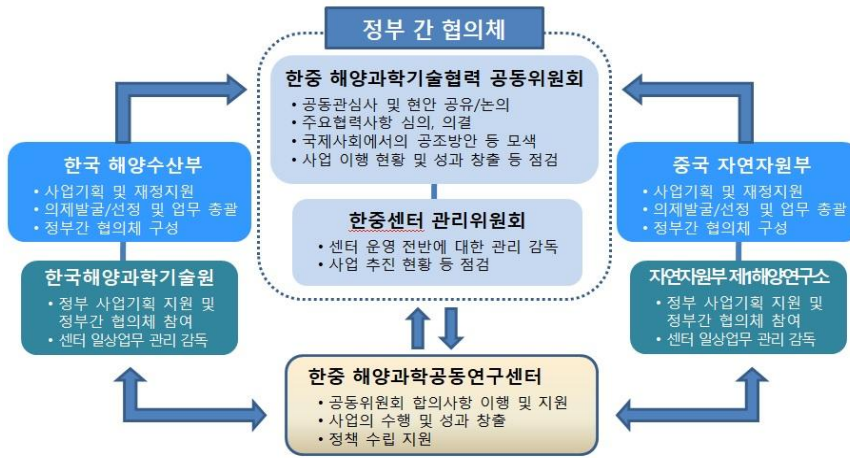 정부 간 협의체
한중 해양과학기술협력 공동위원회
• 공동관심사 및 현안 공유/논의
• 주요협력사항 심의, 의결
• 국제사회에서의 공조방안 등 모색
• 사업 이행 현황 및 성과 창출 등 점검
한중센터 관리위원회
• 센터 운영 전반에 대한 관리 감독
• 사업 추진 현황 등 점검
한국 해양수산부
• 사업기획 및 재정지원
• 의제발굴/선정 및 업무 총괄
• 정부간 협의체 구성
한국해양과학기술원
• 정부 사업기획 지원 및
정부간 협의체 참여
• 센터 일상업무 관리 감독
중국 자연자원부
• 사업기획 및 재정지원
• 의제발굴/선정 및 업무 총괄
• 정부간 협의체 구성
자연자원부 제1해양연구소
• 정부 사업기획 지원 및
정부간 협의체 참여
• 센터 일상업무 관리 감독
한중 해양과학공동연구센터
• 공동위원회 합의사항 이행 및 지원
• 사업의 수행 및 성과 창출
• 정책 수립 지원